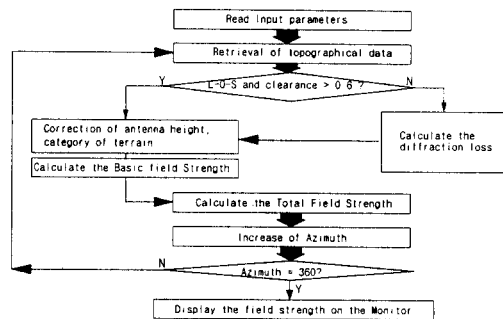 Read Input parameters
Retrieval of topographical data
Y
L-O-S and clearance > 0.6 ?
N
Correction of antenna height,
category of terrain
Calculate the
diffraction loss
Calculate the Basic field Strength
Calculate the Total Field Strength
Increase of Azimuth
N
Azimuth = 360?
Y
Display the field strength on the Monitor